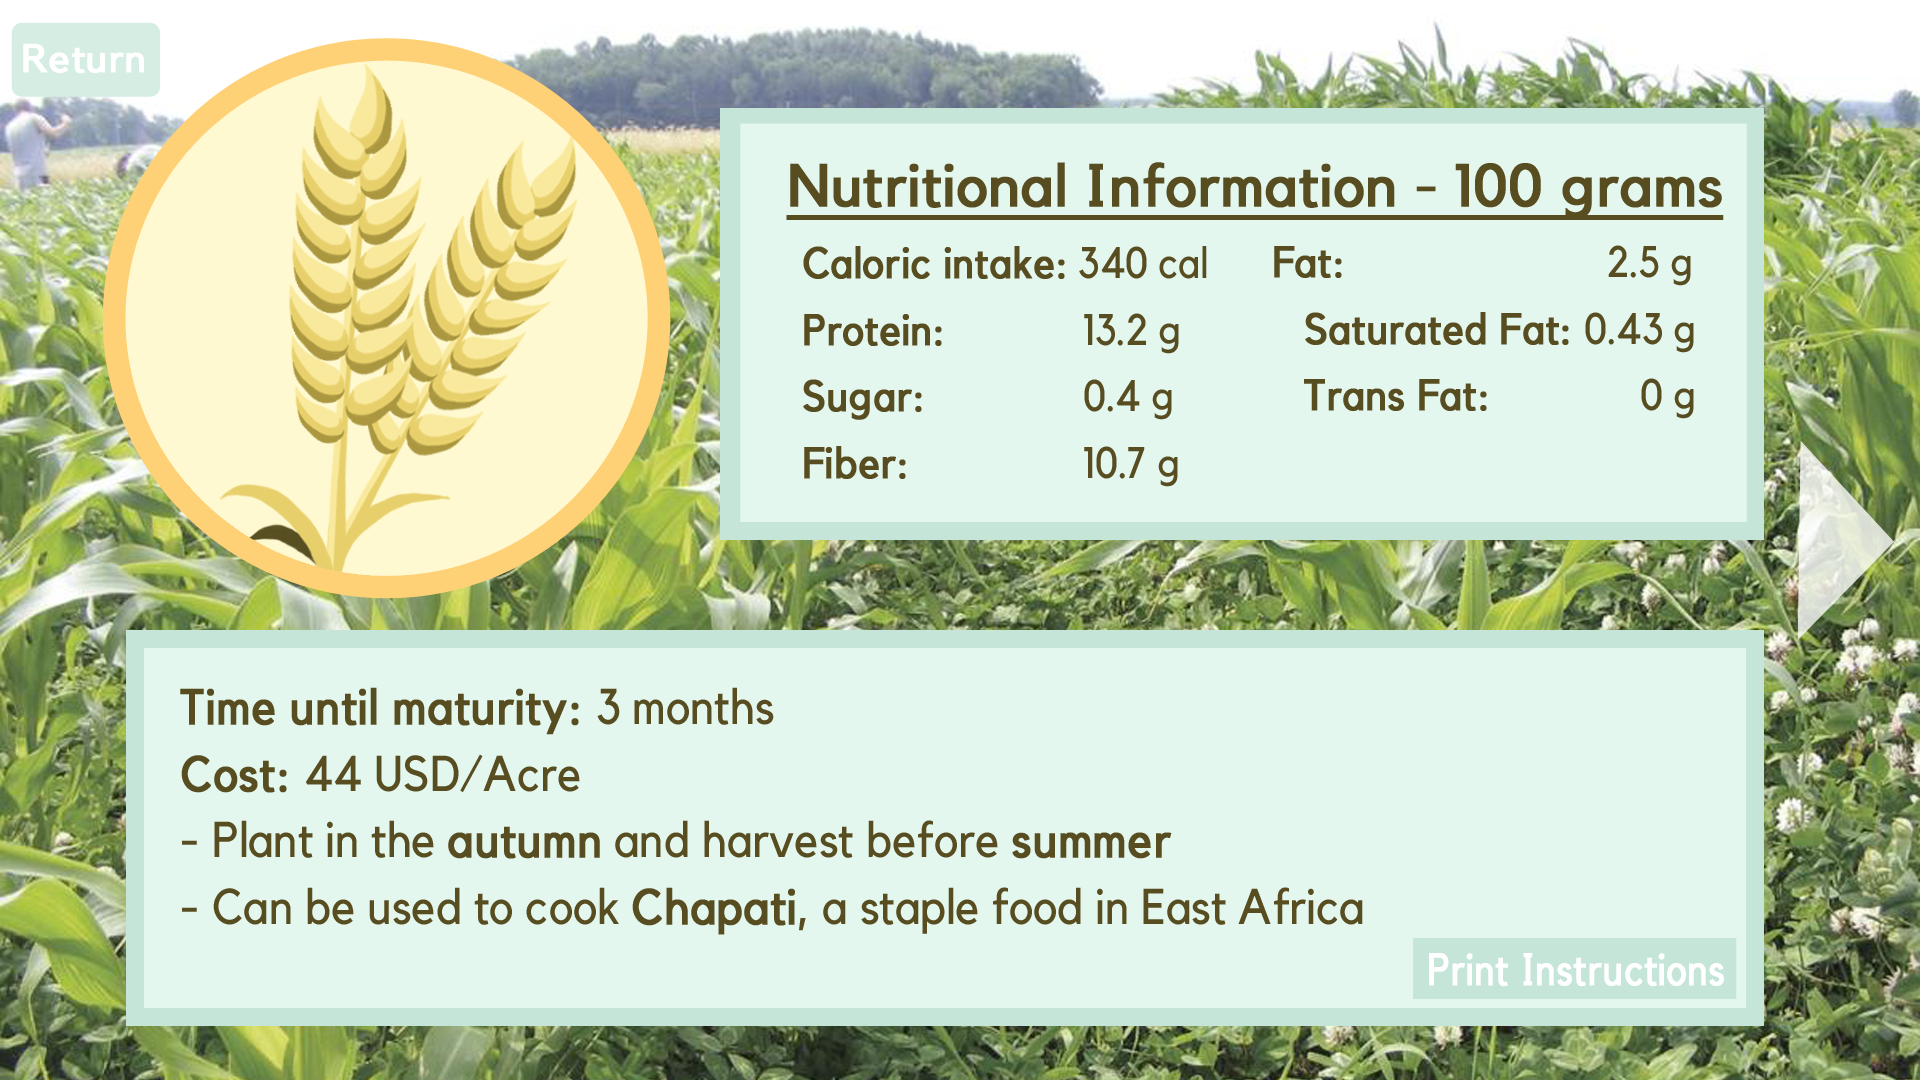 Return
Nutritional Information - 100 grams
Caloric intake: 340 cal
Fat: 2.5 g
Protein: 13.2 g
Saturated Fat: 0.43 g
Sugar: 0.4 g
Trans Fat: 0 g
Fiber: 10.7 g
Time until maturity: 3 months
Cost: 44 USD/Acre
- Plant in the autumn and harvest before summer
- Can be used to cook Chapati, a staple food in East Africa
Print Instructions